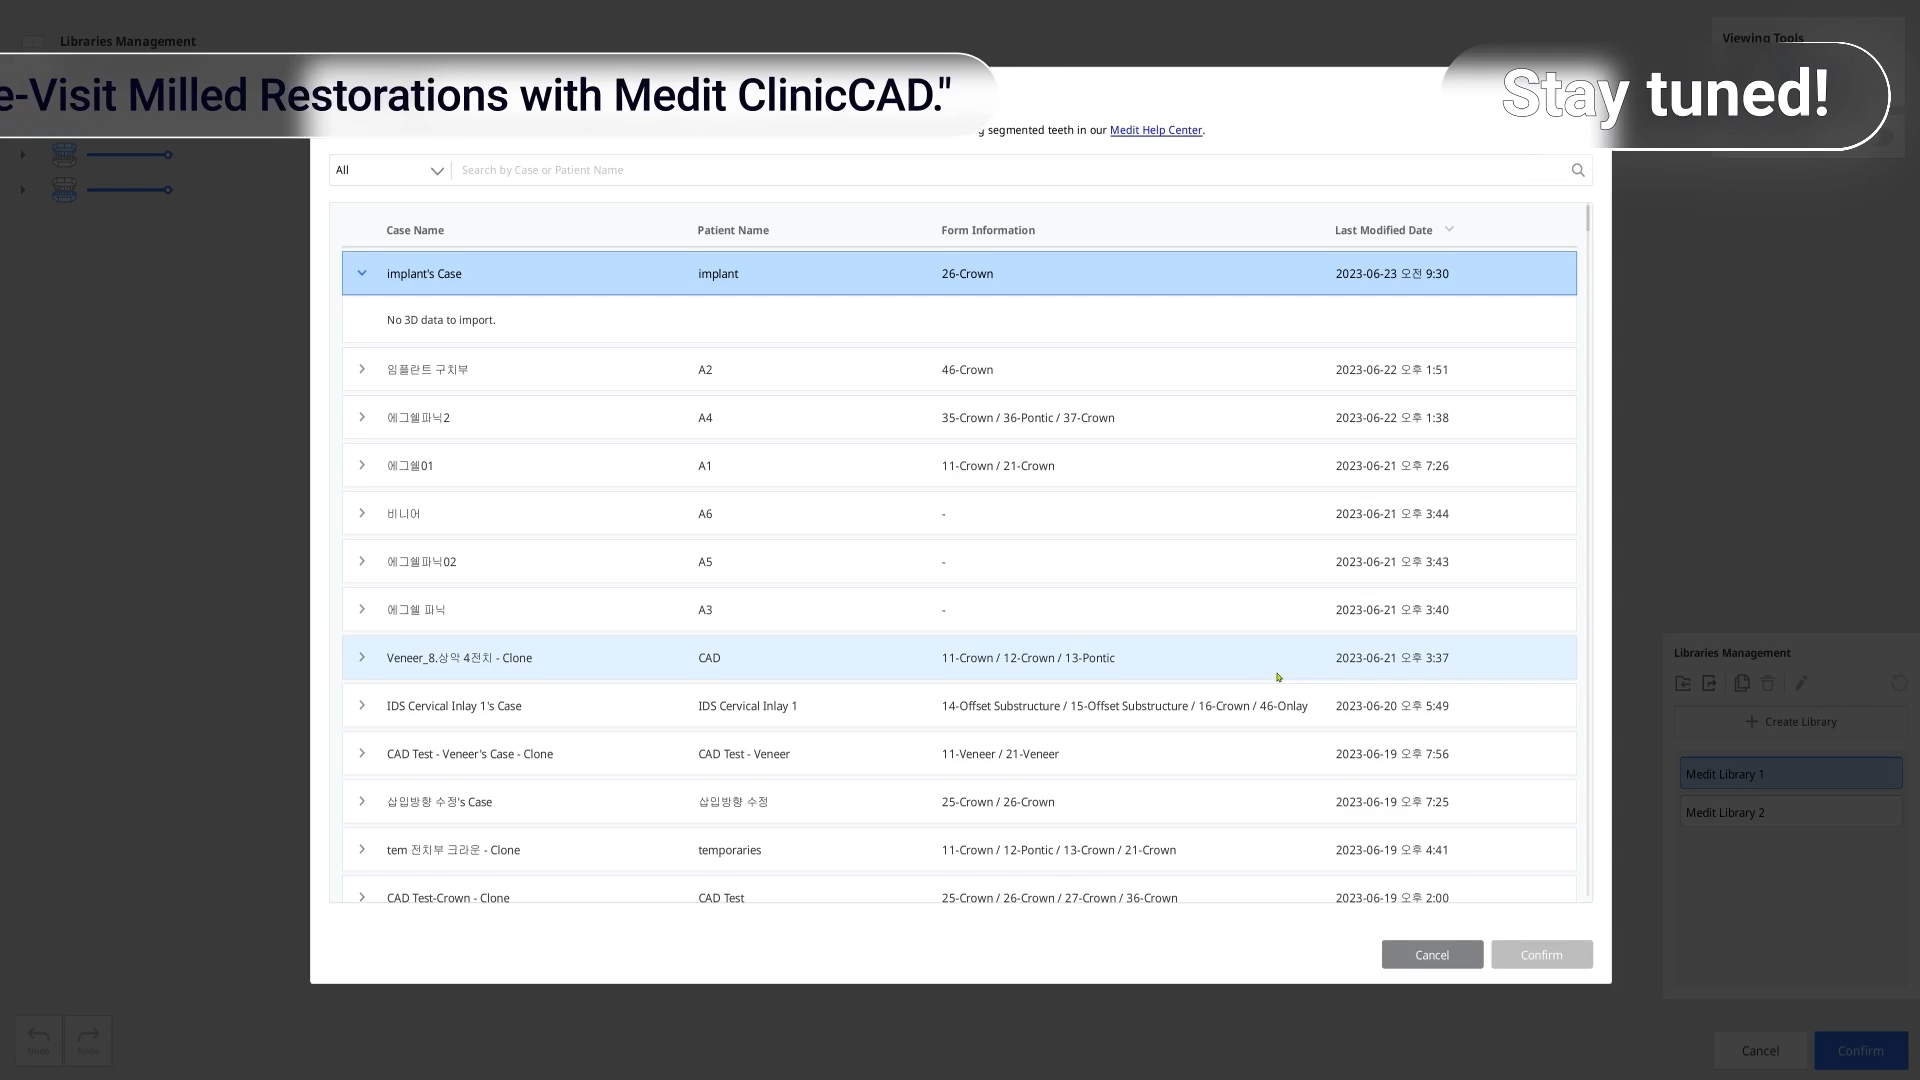 Libraries Management
Viewing Tools
e-Visit Milled Restorations with Medit ClinicCAD."
Stay tuned!
g segmented teeth in our Medit Help Center.
All
Search by Case or Patient Name
Case Name Patient Name Form Information Last Modified Date
implant's Case implant 26-Crown 2023-06-23 오전 9:30
No 3D data to import.
임플란트 구치부 A2 46-Crown 2023-06-22 오후 1:51
에그쉘파닉2 A4 35-Crown / 36-Pontic / 37-Crown 2023-06-22 오후 1:38
에그쉘01 A1 11-Crown / 21-Crown 2023-06-21 오후 7:26
비니어 A6 - 2023-06-21 오후 3:44
에그쉘파닉02 A5 - 2023-06-21 오후 3:43
에그쉘 파닉 A3 - 2023-06-21 오후 3:40
Veneer_8.상악 4전치 - Clone CAD 11-Crown / 12-Crown / 13-Pontic 2023-06-21 오후 3:37
IDS Cervical Inlay 1's Case IDS Cervical Inlay 1 14-Offset Substructure / 15-Offset Substructure / 16-Crown / 46-Onlay 2023-06-20 오후 5:49
CAD Test - Veneer's Case - Clone CAD Test - Veneer 11-Veneer / 21-Veneer 2023-06-19 오후 7:56
삽입방향 수정's Case 삽입방향 수정 25-Crown / 26-Crown 2023-06-19 오후 7:25
tem 전치부 크라운 - Clone temporaries 11-Crown / 12-Pontic / 13-Crown / 21-Crown 2023-06-19 오후 4:41
CAD Test-Crown - Clone CAD Test 25-Crown / 26-Crown / 27-Crown / 36-Crown 2023-06-19 오후 2:00
Cancel Confirm
Libraries Management
Create Library
Medit Library 1
Medit Library 2
Undo Redo
Cancel Confirm